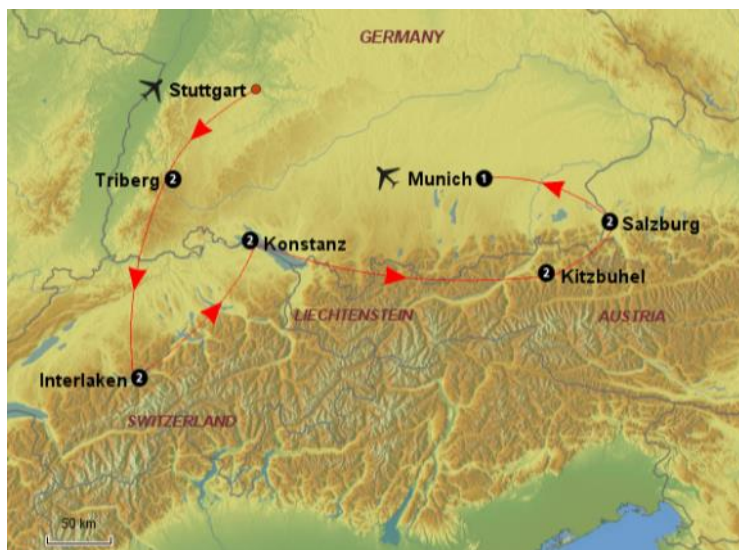 GERMANY
Stuttgart
Triberg 2
Munich 1
2 Salzburg
2 Konstanz
2 Kitzbuhel
LIECHTENSTEIN
AUSTRIA
Interlaken 2
SWITZERLAND
50 km